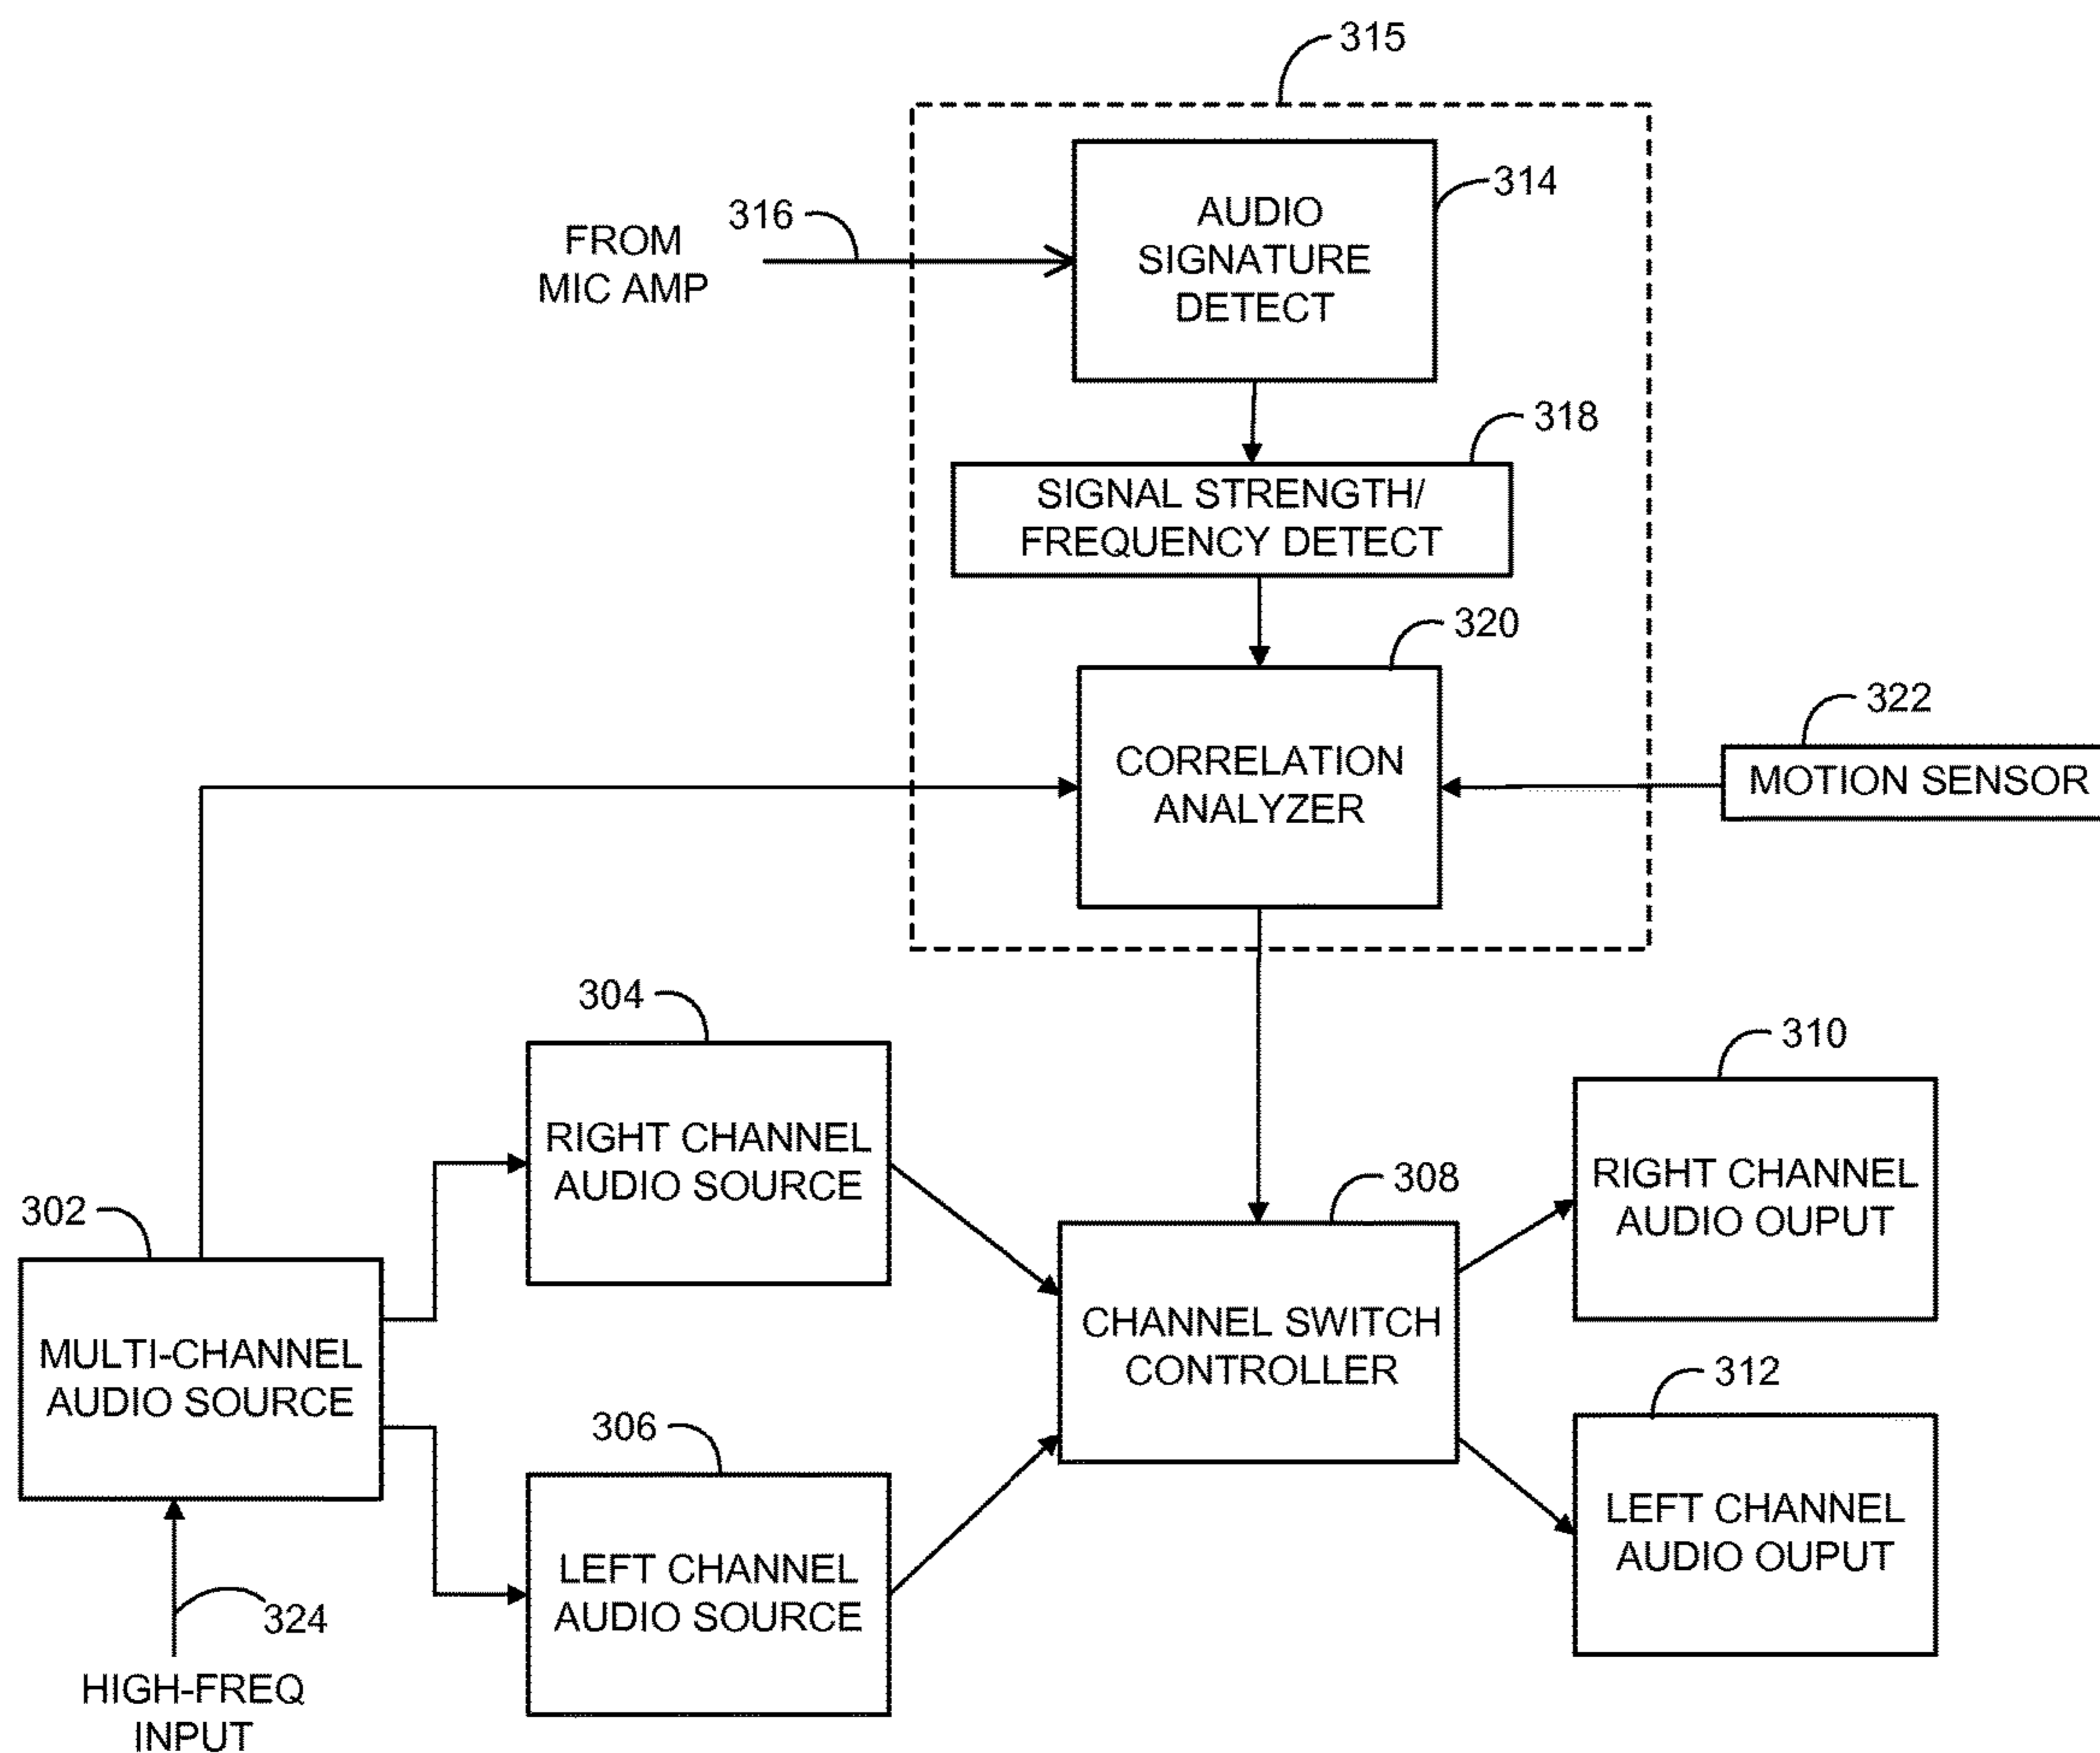 315
314
AUDIO
SIGNATURE
DETECT
316
FROM
MIC AMP
318
SIGNAL STRENGTH/
FREQUENCY DETECT
320
CORRELATION
ANALYZER
322
MOTION SENSOR
304
RIGHT CHANNEL
AUDIO SOURCE
310
RIGHT CHANNEL
AUDIO OUPUT
308
CHANNEL SWITCH
CONTROLLER
302
MULTI-CHANNEL
AUDIO SOURCE
312
LEFT CHANNEL
AUDIO OUPUT
306
LEFT CHANNEL
AUDIO SOURCE
324
HIGH-FREQ
INPUT